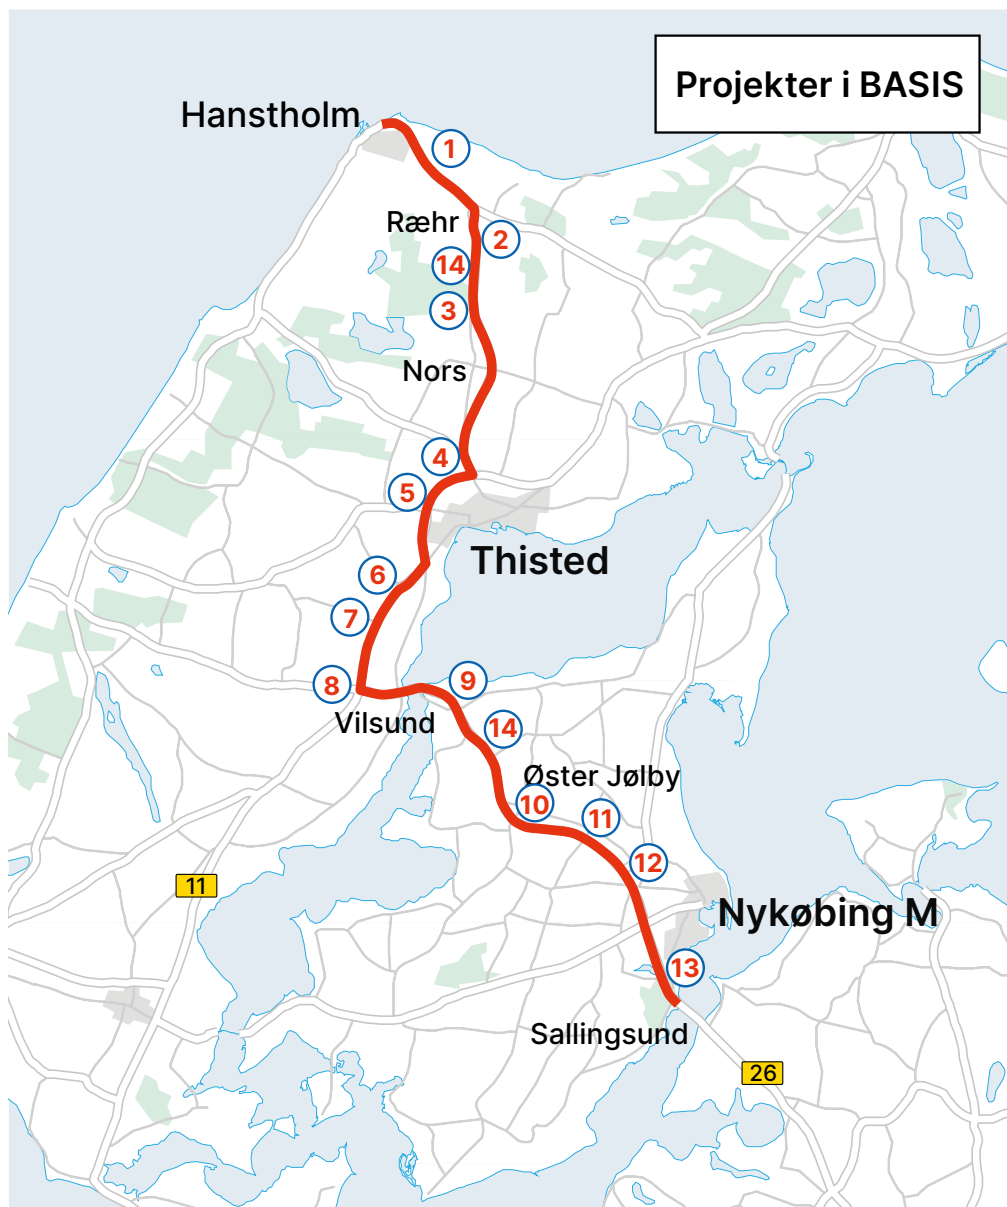 Projekter i BASIS
Hanstholm
1
Ræhr
2
14
3
Nors
4
5
Thisted
6
7
8
9
Vilsund
14
Øster Jølby
10
11
12
11
Nykøbing M
13
Sallingsund
26